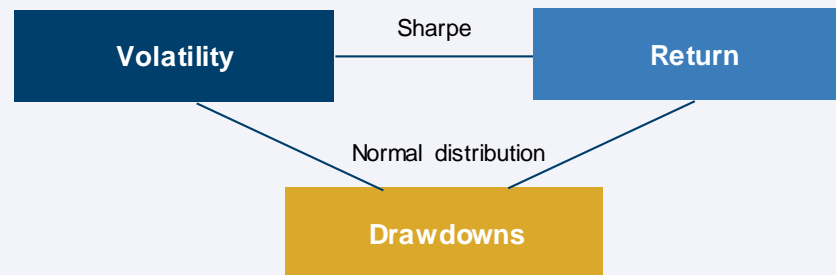 Sharpe
Volatility
Return
Normal distribution
Drawdowns